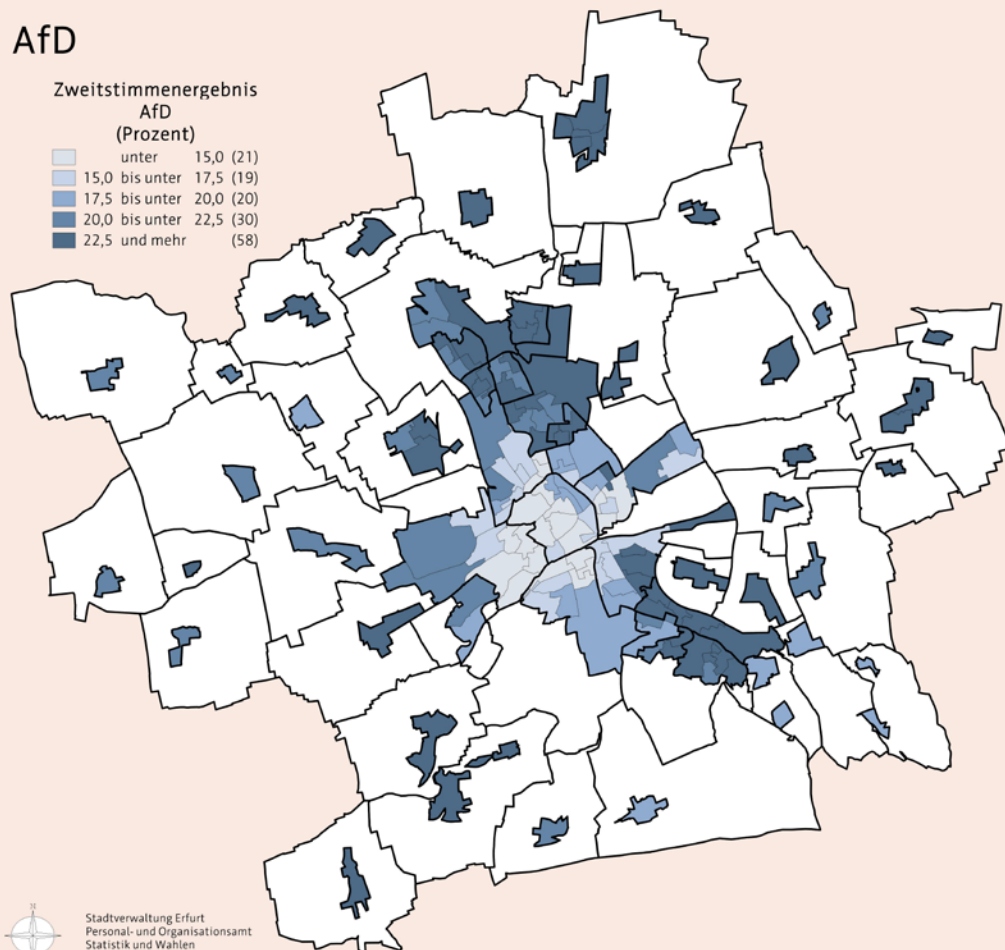 AfD
Zweitstimmenergebnis
AfD
(Prozent)
unter 15,0 (21)
15,0 bis unter 17,5 (19)
17,5 bis unter 20,0 (20)
20,0 bis unter 22,5 (30)
22,5 und mehr (58)
Stadtverwaltung Erfurt
Personal- und Organisationsamt
Statistik und Wahlen